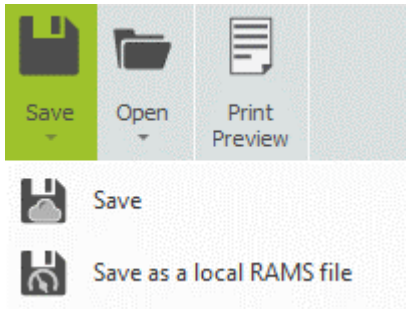 Save
Open
Print
Preview
Save
Save as a local RAMS file